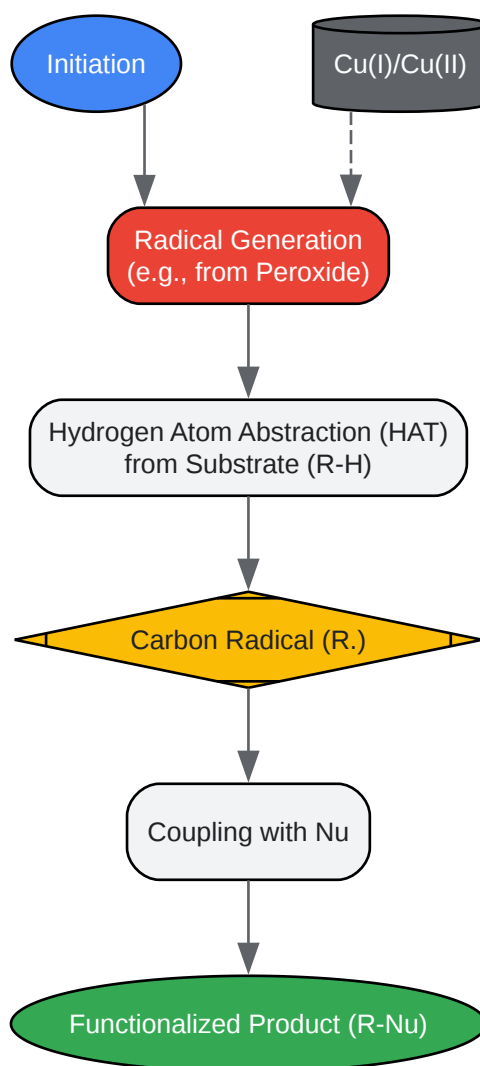 Initiation
Cu(I)/Cu(II)
Radical Generation
(e.g., from Peroxide)
Hydrogen Atom Abstraction (HAT)
from Substrate (R-H)
Carbon Radical (R.)
Coupling with Nu
Functionalized Product (R-Nu)